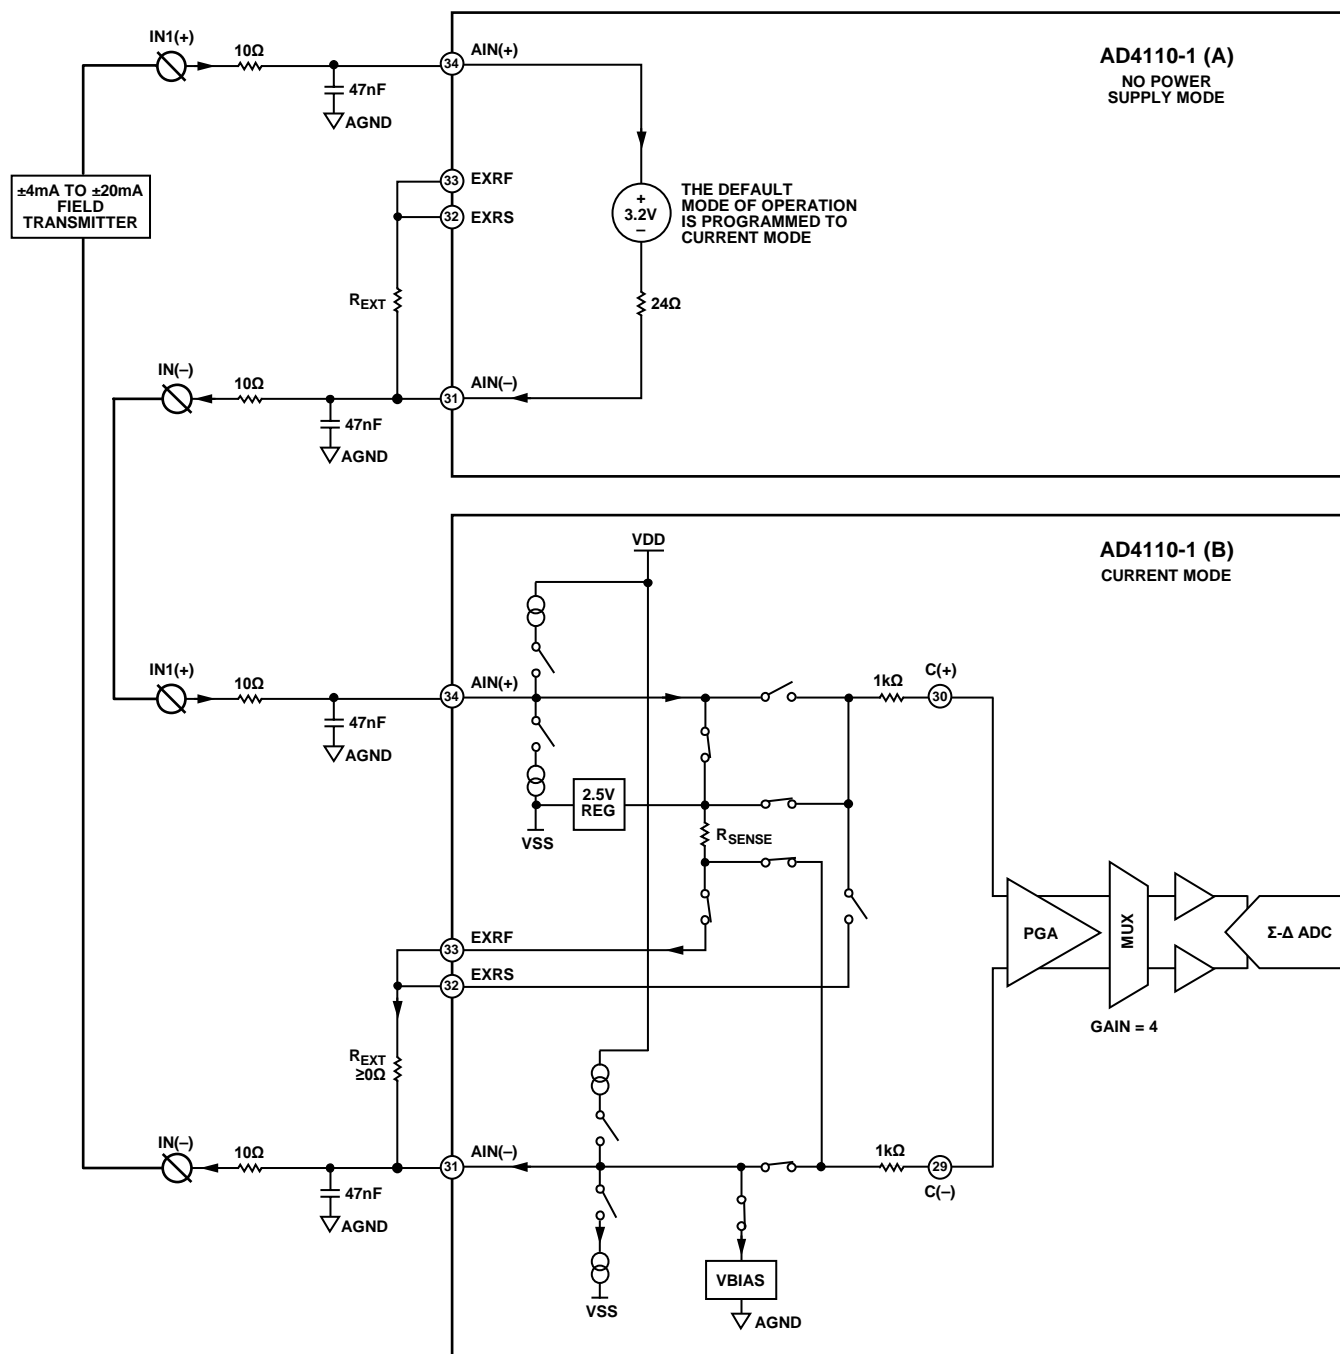 AD4110-1 (A)
NO POWER
SUPPLY MODE
IN1(+)
10Ω
34
AIN(+)
47nF
AGND
±4mA TO ±20mA
FIELD
TRANSMITTER
33
EXRF
32
EXRS
+
3.2V
–
THE DEFAULT
MODE OF OPERATION
IS PROGRAMMED TO
CURRENT MODE
REXT
24Ω
IN(–)
10Ω
31
AIN(–)
47nF
AGND
AD4110-1 (B)
CURRENT MODE
VDD
IN1(+)
10Ω
34
AIN(+)
47nF
AGND
1kΩ
C(+)
30
2.5V
REG
VSS
RSENSE
33
EXRF
32
EXRS
PGA
MUX
Σ-Δ ADC
GAIN = 4
REXT
≥0Ω
IN(–)
10Ω
31
AIN(–)
47nF
AGND
1kΩ
29
C(–)
VBIAS
AGND
VSS